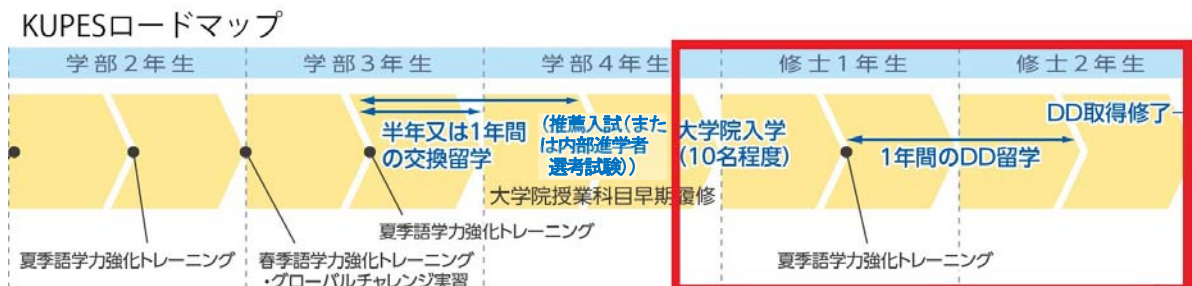 KUPESロードマップ
学部2年生
学部3年生
学部4年生
修士1年生
修士2年生
半年又は1年間
の交換留学
(推薦入試(また
は内部進学者
選考試験))
大学院入学
(10名程度)
1年間のDD留学
DD取得修了
大学院授業科目早期履修
夏季語学力強化トレーニング
夏季語学力強化トレーニング
春季語学力強化トレーニング
・グローバルチャレンジ実習
夏季語学力強化トレーニング